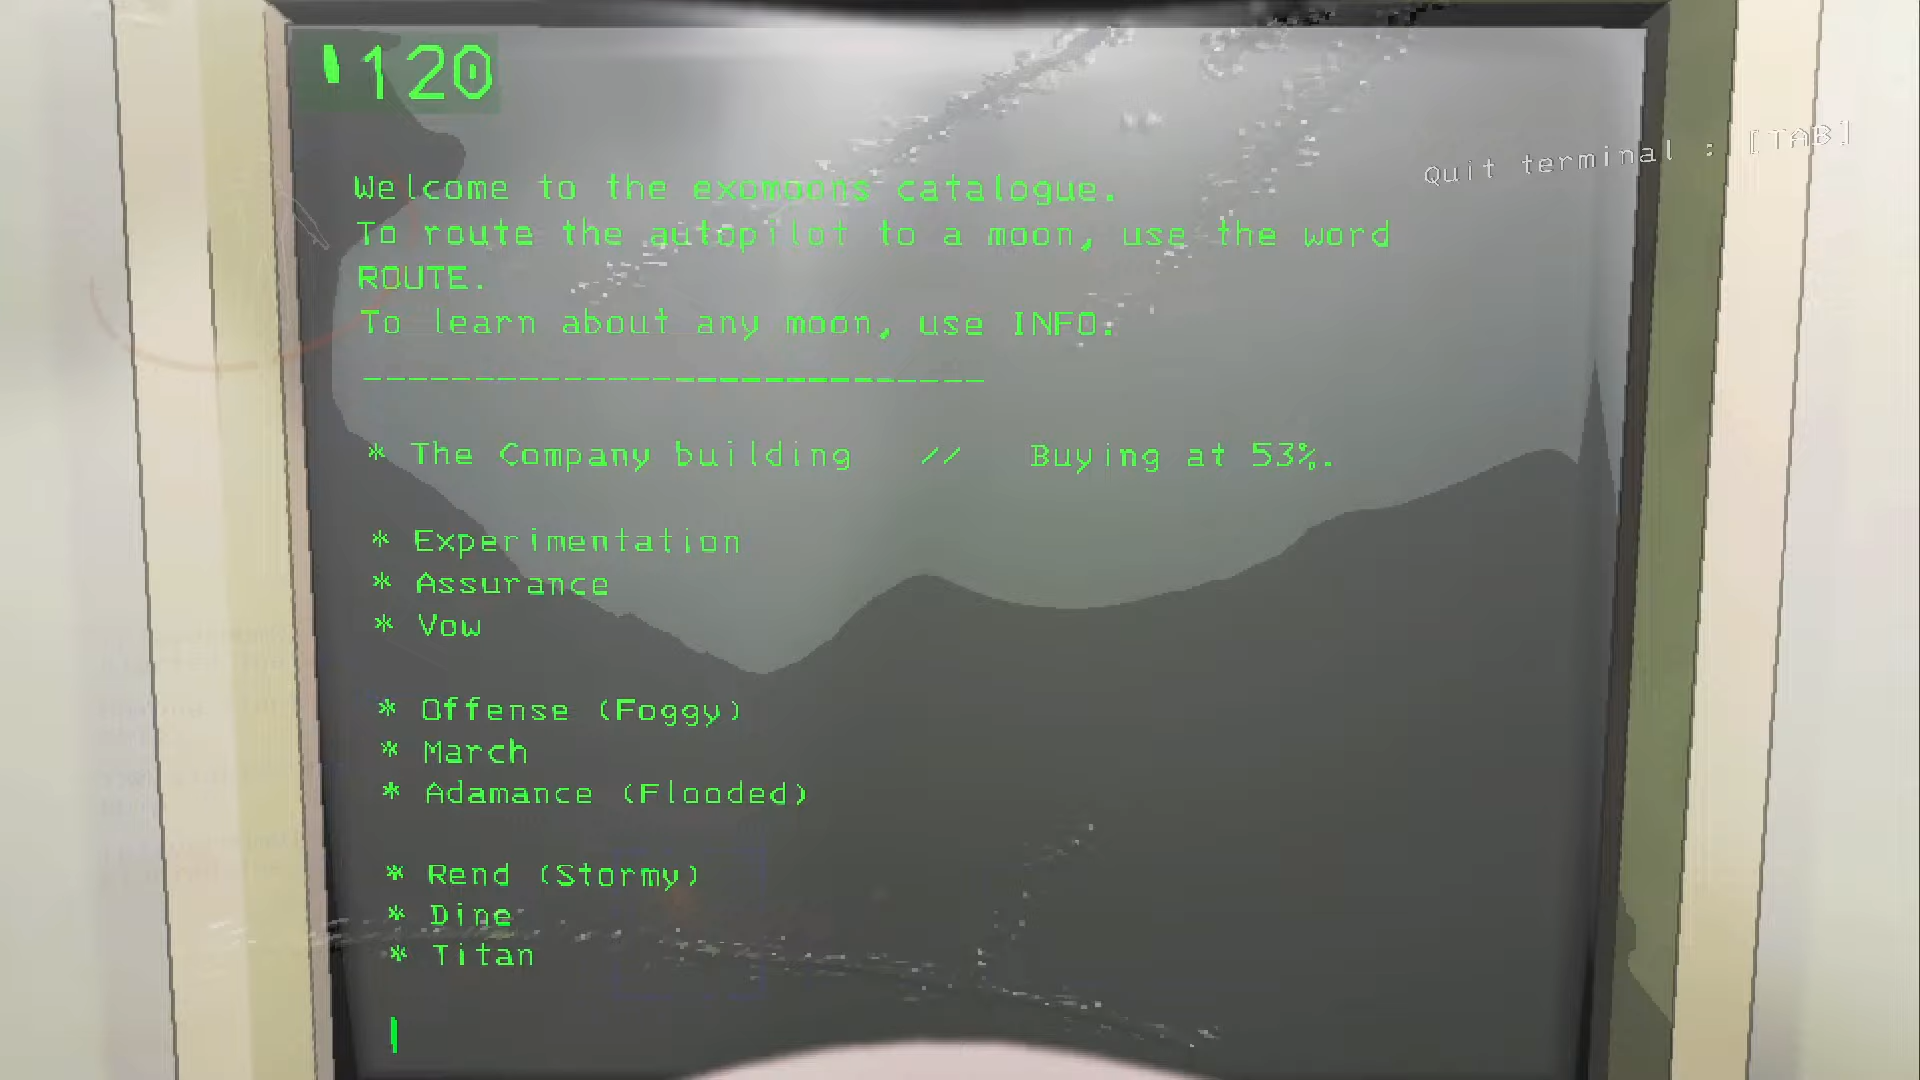 120
Quit terminal : [TAB]
Welcome to the exomoons catalogue.
To route the autopilot to a moon, use the word
ROUTE.
To learn about any moon, use INFO.
----------------------------
* The Company building // Buying at 53%.
* Experimentation
* Assurance
* Vow
* Offense (Foggy)
* March
* Adamance (Flooded)
* Rend (Stormy)
* Dine
* Titan